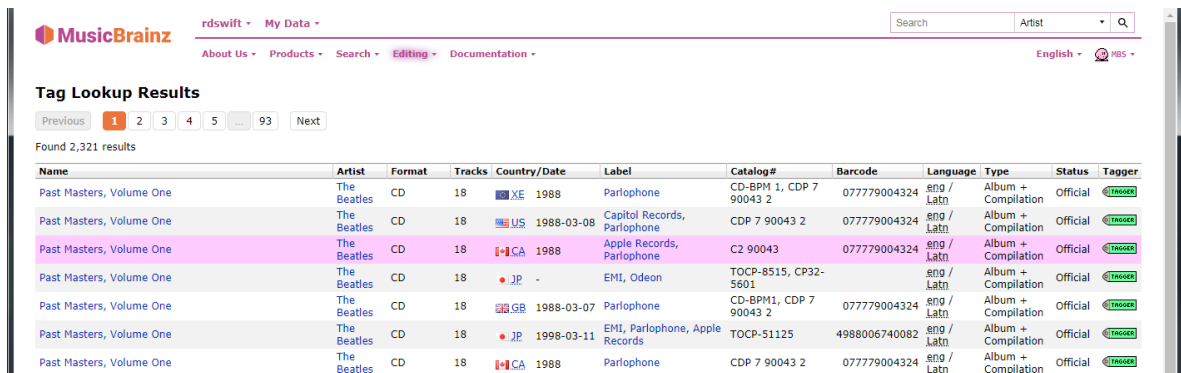 MusicBrainz
rdswift ▾ My Data ▾
Search Artist
About Us ▾ Products ▾ Search ▾ Editing ▾ Documentation ▾
English ▾ MBS ▾
Tag Lookup Results
Previous 1 2 3 4 5 ... 93 Next
Found 2,321 results
Name Artist Format Tracks Country/Date Label Catalog# Barcode Language Type Status Tagger
Past Masters, Volume One The Beatles CD 18 XE 1988 Parlophone CD-BPM 1, CDP 7 90043 2 077779004324 eng / Latn Album + Compilation Official TAGGER
Past Masters, Volume One The Beatles CD 18 US 1988-03-08 Capitol Records, Parlophone CDP 7 90043 2 077779004324 eng / Latn Album + Compilation Official TAGGER
Past Masters, Volume One The Beatles CD 18 CA 1988 Apple Records, Parlophone C2 90043 077779004324 eng / Latn Album + Compilation Official TAGGER
Past Masters, Volume One The Beatles CD 18 JP - EMI, Odeon TOCP-8515, CP32-5601 eng / Latn Album + Compilation Official TAGGER
Past Masters, Volume One The Beatles CD 18 GB 1988-03-07 Parlophone CD-BPM1, CDP 7 90043 2 077779004324 eng / Latn Album + Compilation Official TAGGER
Past Masters, Volume One The Beatles CD 18 JP 1988-03-11 EMI, Parlophone, Apple Records TOCP-51125 4988006740082 eng / Latn Album + Compilation Official TAGGER
Past Masters, Volume One The Beatles CD 18 CA 1988 Parlophone CDP 7 90043 2 077779004324 eng / Latn Album + Compilation Official TAGGER